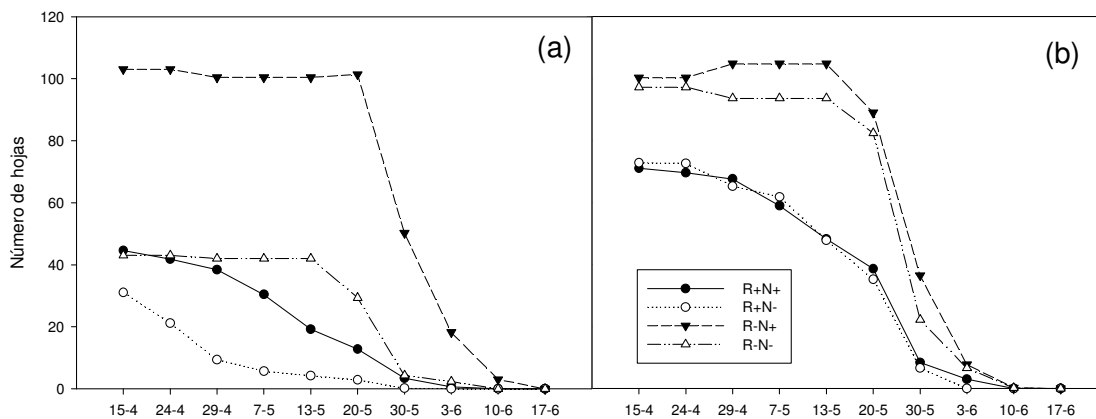 120
100
80
60
40
20
0
Número de hojas
(a)
(b)
R+N+
R+N-
R-N+
R-N-
15-4 24-4 29-4 7-5 13-5 20-5 30-5 3-6 10-6 17-6
15-4 24-4 29-4 7-5 13-5 20-5 30-5 3-6 10-6 17-6